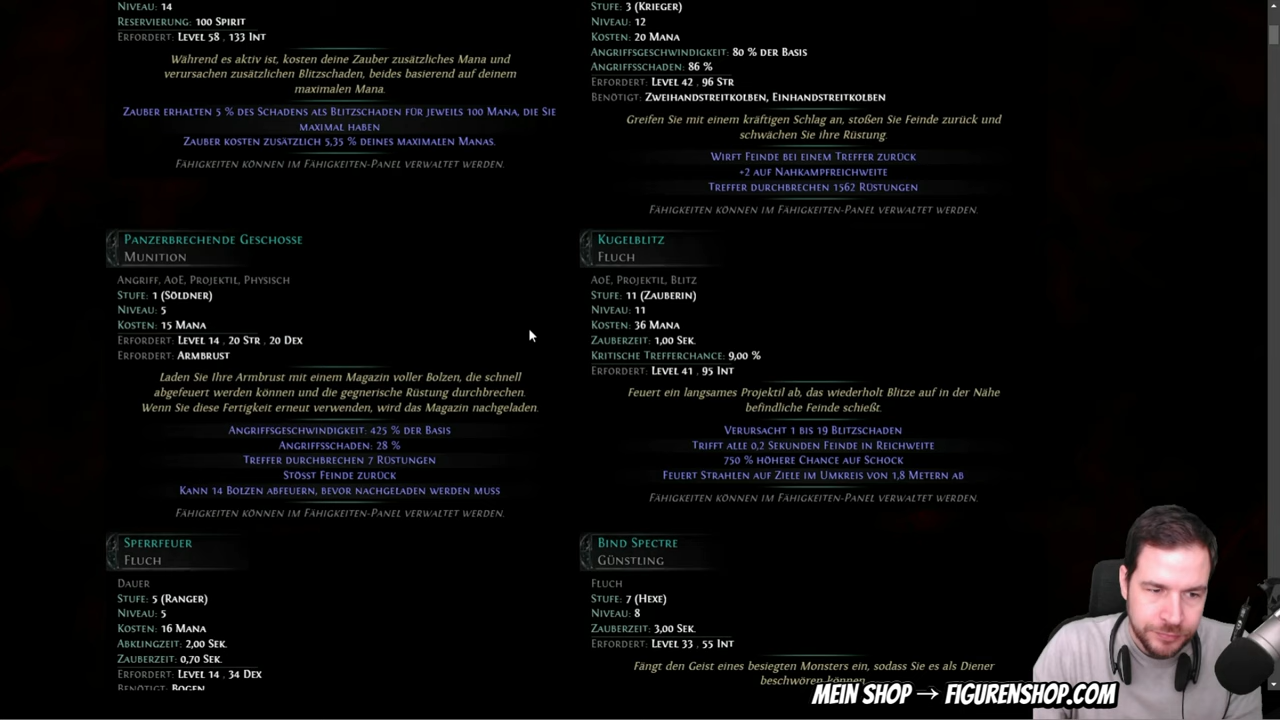 NIVEAU: 14
RESERVIERUNG: 100 SPIRIT
ERFORDERT: LEVEL 58 , 133 INT
Während es aktiv ist, kosten deine Zauber zusätzliches Mana und
verursachen zusätzlichen Blitzschaden, beides basierend auf deinem
maximalen Mana.
ZAUBER ERHALTEN 5 % DES SCHADENS ALS BLITZSCHADEN FÜR JEWEILS 100 MANA, DIE SIE
MAXIMAL HABEN
ZAUBER KOSTEN ZUSÄTZLICH 5,35 % DEINES MAXIMALEN MANAS.
FÄHIGKEITEN KÖNNEN IM FÄHIGKEITEN-PANEL VERWALTET WERDEN.
STUFE: 3 (KRIEGER)
NIVEAU: 12
KOSTEN: 20 MANA
ANGRIFFSGESCHWINDIGKEIT: 80 % DER BASIS
ANGRIFFSSCHADEN: 86 %
ERFORDERT: LEVEL 42 , 96 STR
BENÖTIGT: ZWEIHANDSTREITKOLBEN, EINHANDSTREITKOLBEN
Greifen Sie mit einem kräftigen Schlag an, stoßen Sie Feinde zurück und
schwächen Sie ihre Rüstung.
WIRFT FEINDE BEI EINEM TREFFER ZURÜCK
+2 AUF NAHKAMPFREICHWEITE
TREFFER DURCHBRECHEN 1562 RÜSTUNGEN
FÄHIGKEITEN KÖNNEN IM FÄHIGKEITEN-PANEL VERWALTET WERDEN.
PANZERBRECHENDE GESCHOSSE
MUNITION
ANGRIFF, AOE, PROJEKTIL, PHYSISCH
STUFE: 1 (SÖLDNER)
NIVEAU: 5
KOSTEN: 15 MANA
ERFORDERT: LEVEL 14 , 20 STR , 20 DEX
ERFORDERT: ARMBRUST
Laden Sie Ihre Armbrust mit einem Magazin voller Bolzen, die schnell
abgefeuert werden können und die gegnerische Rüstung durchbrechen.
Wenn Sie diese Fertigkeit erneut verwenden, wird das Magazin nachgeladen.
ANGRIFFSGESCHWINDIGKEIT: 425 % DER BASIS
ANGRIFFSSCHADEN: 28 %
TREFFER DURCHBRECHEN 7 RÜSTUNGEN
STÖSST FEINDE ZURÜCK
KANN 14 BOLZEN ABFEUERN, BEVOR NACHGELADEN WERDEN MUSS
FÄHIGKEITEN KÖNNEN IM FÄHIGKEITEN-PANEL VERWALTET WERDEN.
KUGELBLITZ
FLUCH
AOE, PROJEKTIL, BLITZ
STUFE: 11 (ZAUBERIN)
NIVEAU: 11
KOSTEN: 36 MANA
ZAUBERZEIT: 1,00 SEK.
KRITISCHE TREFFERCHANCE: 9,00 %
ERFORDERT: LEVEL 41 , 95 INT
Feuert ein langsames Projektil ab, das wiederholt Blitze auf in der Nähe
befindliche Feinde schießt.
VERURSACHT 1 BIS 19 BLITZSCHADEN
TRIFFT ALLE 0,2 SEKUNDEN FEINDE IN REICHWEITE
750 % HÖHERE CHANCE AUF SCHOCK
FEUERT STRAHLEN AUF ZIELE IM UMKREIS VON 1,8 METERN AB
FÄHIGKEITEN KÖNNEN IM FÄHIGKEITEN-PANEL VERWALTET WERDEN.
SPERRFEUER
FLUCH
DAUER
STUFE: 5 (RANGER)
NIVEAU: 5
KOSTEN: 16 MANA
ABKLINGZEIT: 2,00 SEK.
ZAUBERZEIT: 0,70 SEK.
ERFORDERT: LEVEL 14 , 34 DEX
BENÖTIGT: BOGEN
BIND SPECTRE
GÜNSTLING
FLUCH
STUFE: 7 (HEXE)
NIVEAU: 8
ZAUBERZEIT: 3,00 SEK.
ERFORDERT: LEVEL 33 , 55 INT
Fängt den Geist eines besiegten Monsters ein, sodass Sie es als Diener
beschwören können.
MEIN SHOP → FIGURENSHOP.COM